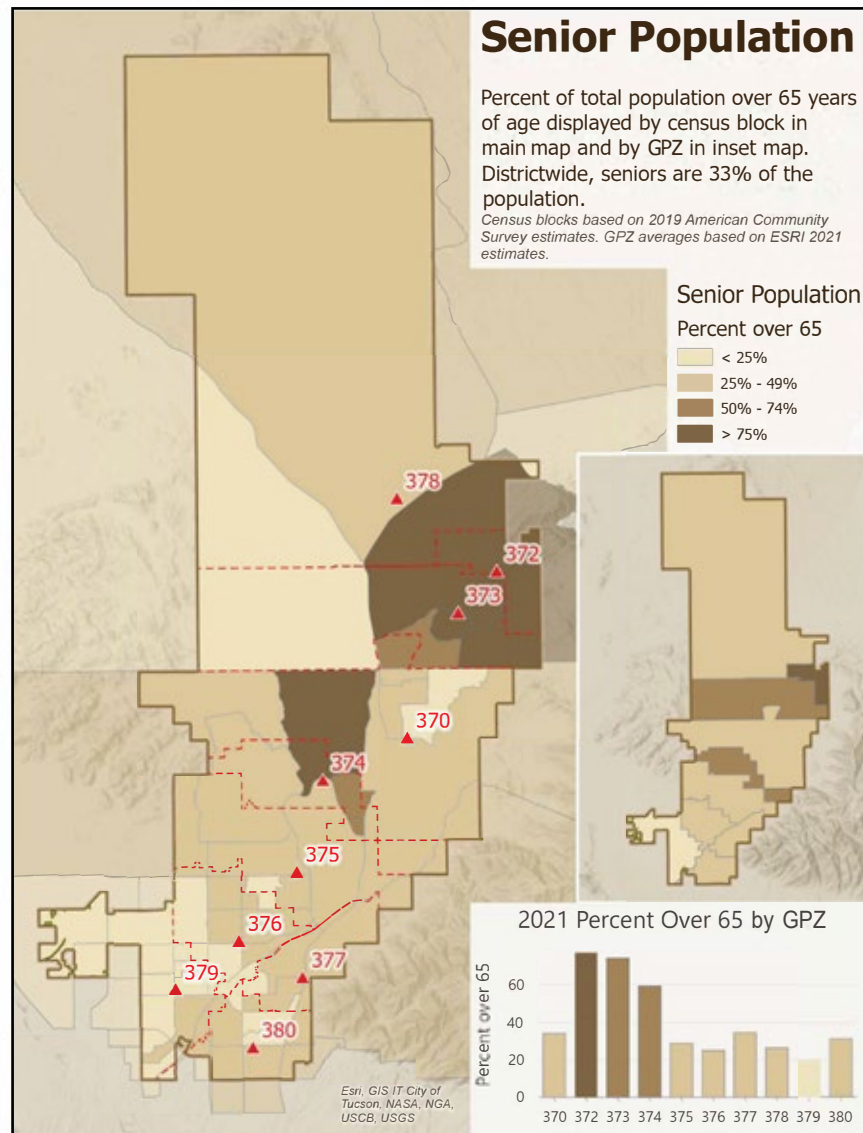 Senior Population
Percent of total population over 65 years
of age displayed by census block in
main map and by GPZ in inset map.
Districtwide, seniors are 33% of the
population.
Census blocks based on 2019 American Community
Survey estimates. GPZ averages based on ESRI 2021
estimates.
Senior Population
Percent over 65
< 25%
25% - 49%
50% - 74%
> 75%
378
372
373
370
374
375
376
377
379
380
2021 Percent Over 65 by GPZ
Percent over 65
60
40
20
0
370 372 373 374 375 376 377 378 379 380
Esri, GIS IT City of
Tucson, NASA, NGA,
USCB, USGS